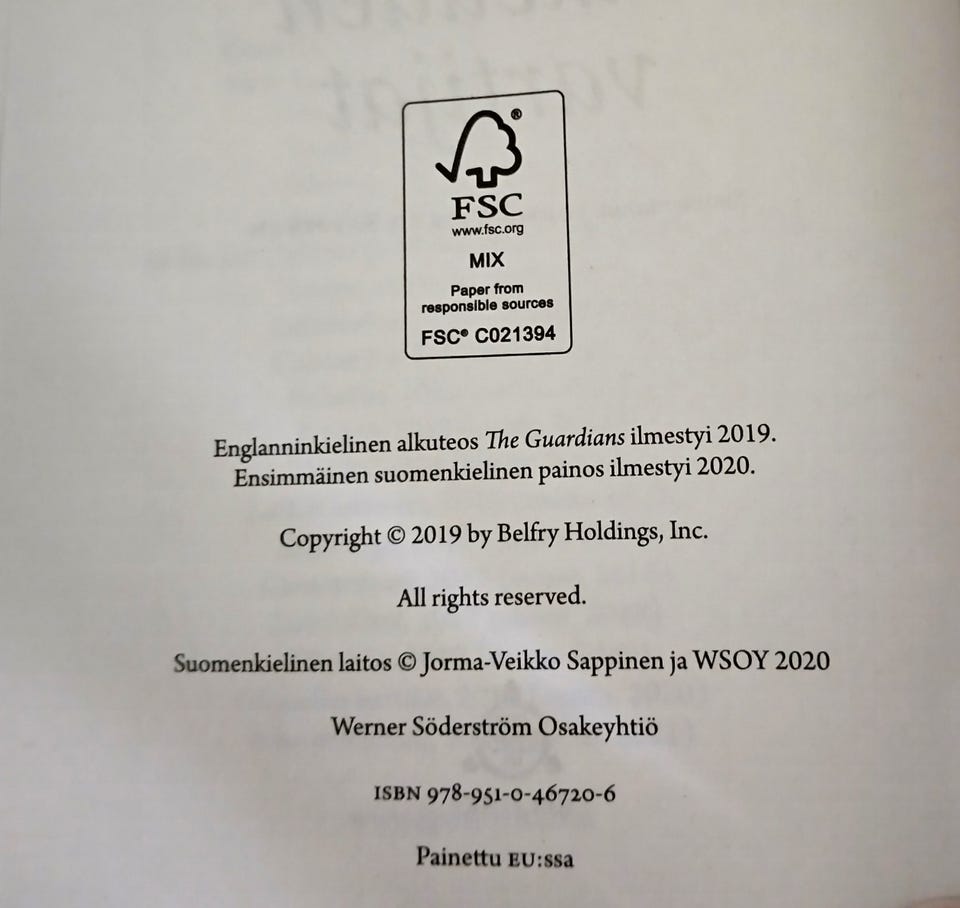 FSC
www.fsc.org
MIX
Paper from
responsible sources
FSC® C021394
Englanninkielinen alkuteos The Guardians ilmestyi 2019.
Ensimmäinen suomenkielinen painos ilmestyi 2020.
Copyright © 2019 by Belfry Holdings, Inc.
All rights reserved.
Suomenkielinen laitos © Jorma-Veikko Sappinen ja WSOY 2020
Werner Söderström Osakeyhtiö
ISBN 978-951-0-46720-6
Painettu EU:ssa